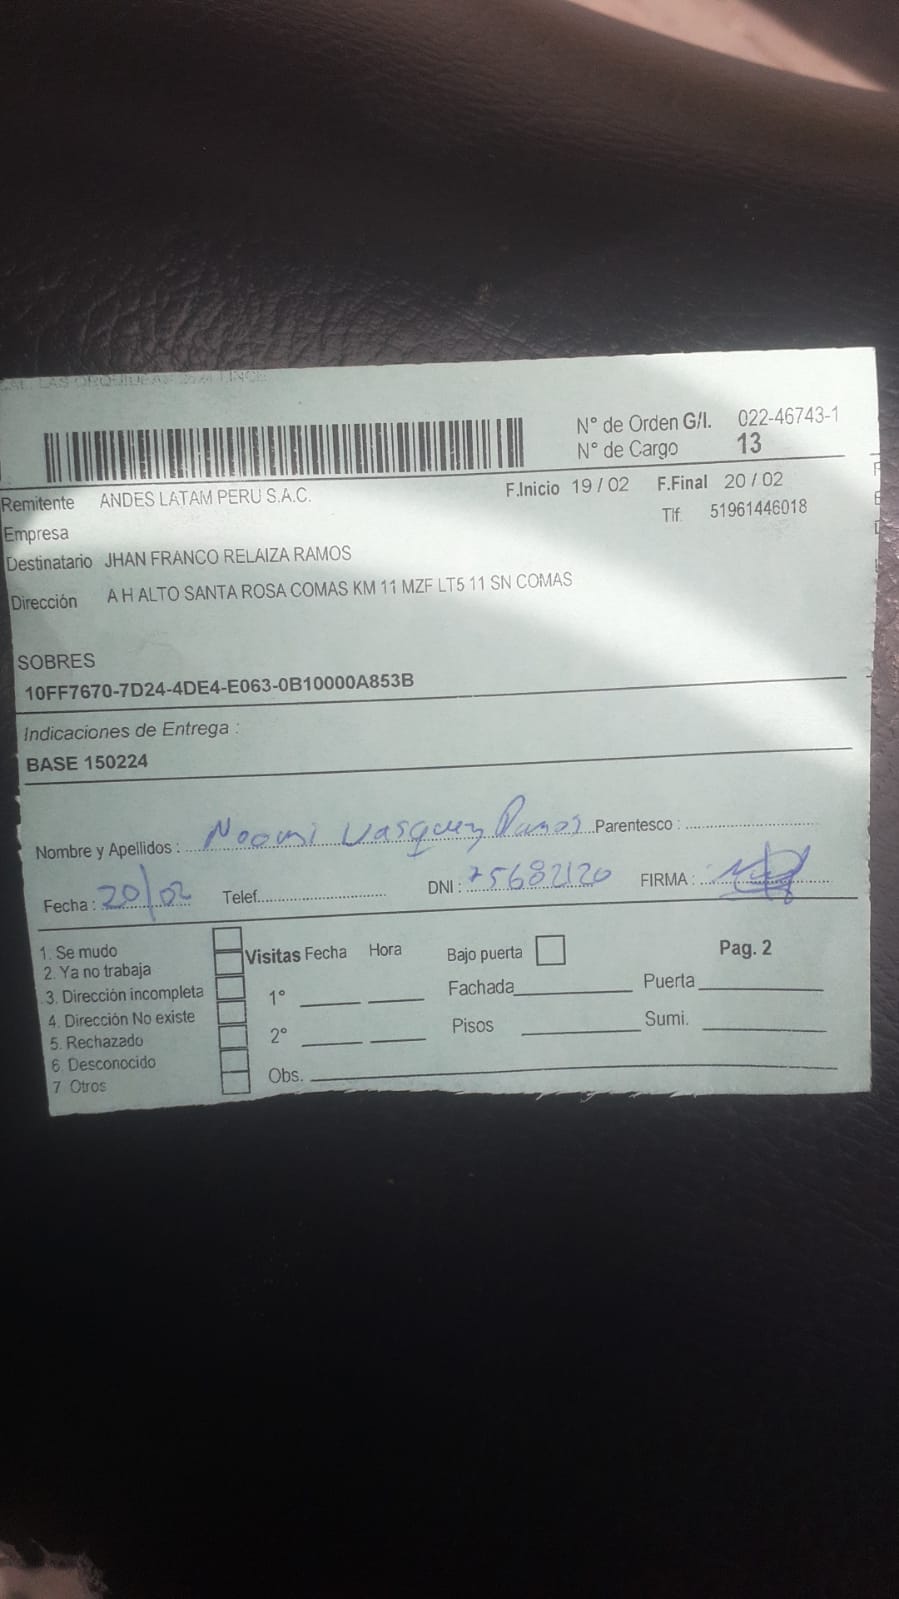 CAL. LAS ORQUIDEAS LINCE
N° de Orden G/I. 022-46743-1
N° de Cargo 13
Remitente ANDES LATAM PERU S.A.C.
F.Inicio 19 / 02 F.Final 20 / 02
Empresa
Tlf. 51961446018
Destinatario JHAN FRANCO RELAIZA RAMOS
Dirección A H ALTO SANTA ROSA COMAS KM 11 MZF LT5 11 SN COMAS
SOBRES
10FF7670-7D24-4DE4-E063-0B10000A853B
Indicaciones de Entrega :
BASE 150224
Nombre y Apellidos : Noomi Vasquez Ramos Parentesco :
Fecha : 20/02 Telef. DNI : 75682120 FIRMA :
1. Se mudo
2. Ya no trabaja
3. Dirección incompleta
4. Dirección No existe
5. Rechazado
6. Desconocido
7 Otros
Visitas Fecha Hora
1°
2°
Obs.
Bajo puerta
Fachada
Pisos
Pag. 2
Puerta
Sumi.